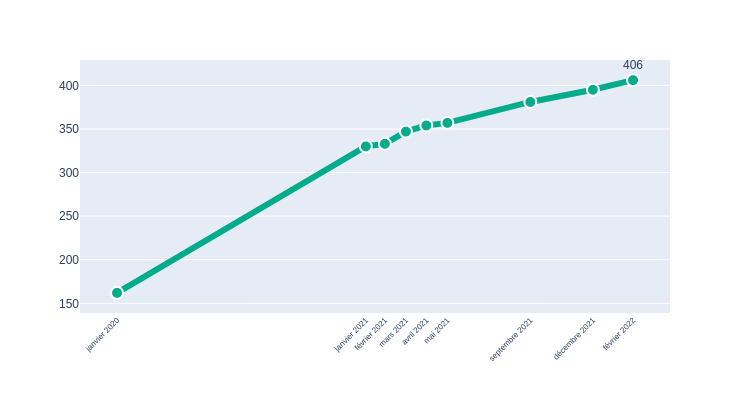 406
400
350
300
250
200
150
janvier 2020
janvier 2021
février 2021
mars 2021
avril 2021
mai 2021
septembre 2021
décembre 2021
février 2022